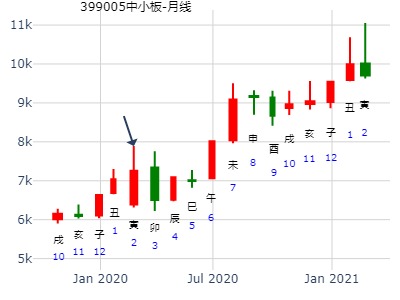 399005中小板-月线
11k
10k
9k
8k
7k
6k
5k
戌 10
亥 11
子 12
丑 1
寅 2
卯 3
辰 4
巳 5
午 6
未 7
申 8
酉 9
戌 10
亥 11
子 12
丑 1
寅 2
Jan 2020 Jul 2020 Jan 2021